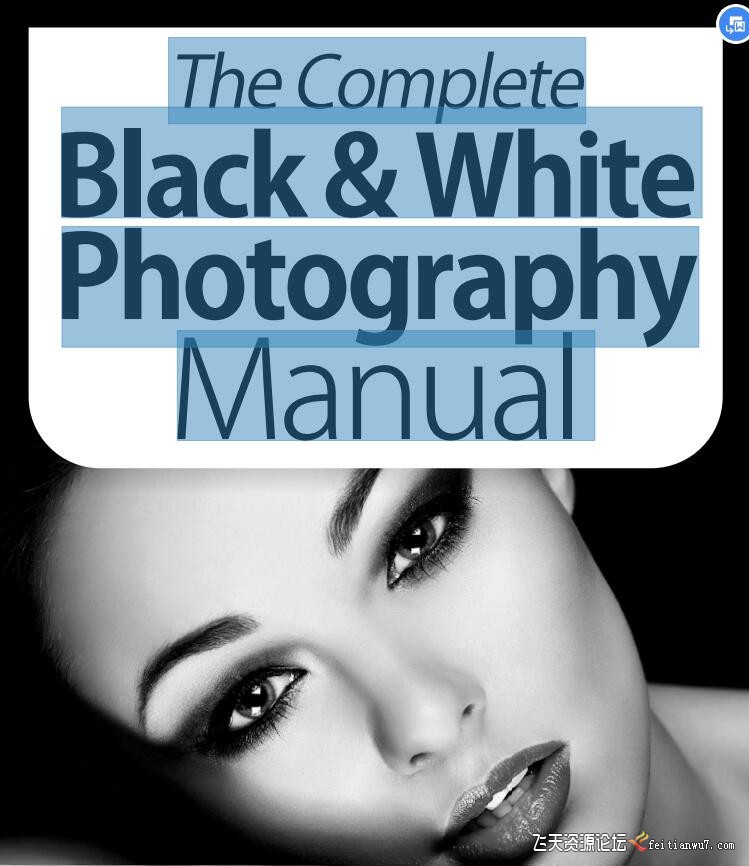 The Complete
Black & White
Photography
Manual
飞天资源论坛 feitianwu7.com